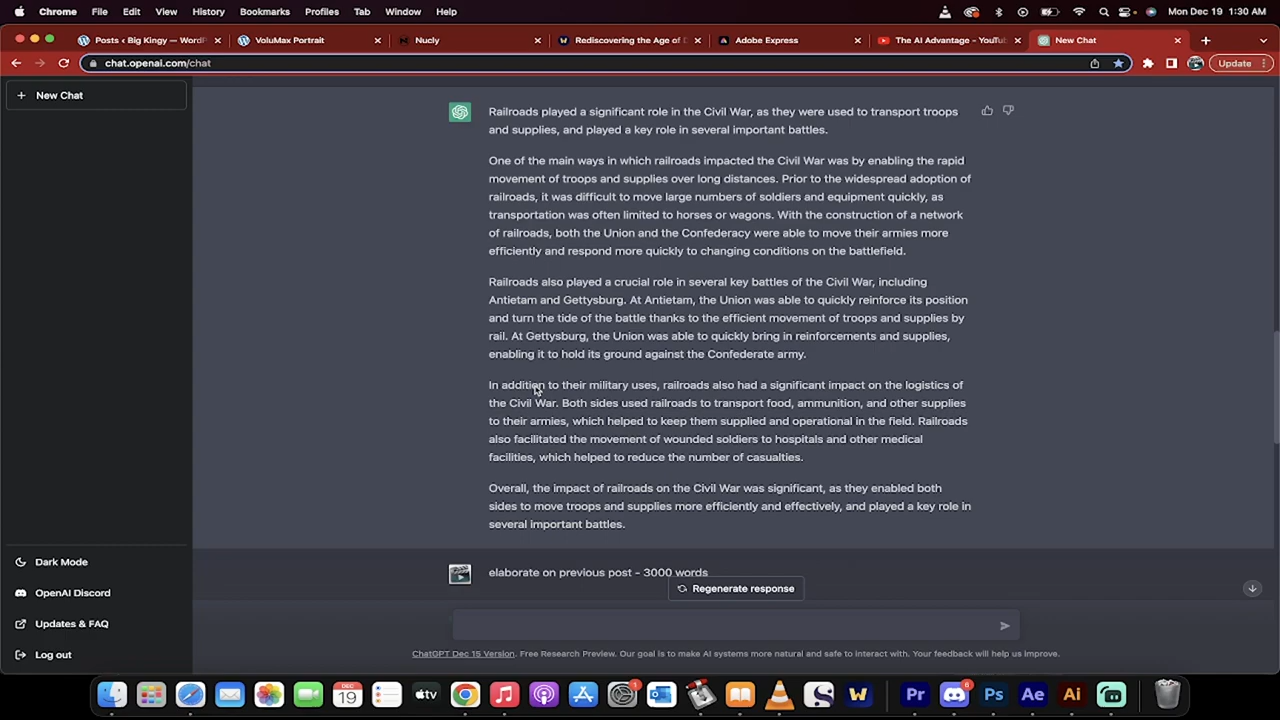 Chrome File Edit View History Bookmarks Profiles Tab Window Help Mon Dec 19 1:30 AM
Posts ‹ Big Kingy — WordP VoluMax Portrait Nucly Rediscovering the Age of D Adobe Express The AI Advantage - YouTu New Chat
chat.openai.com/chat Update
New Chat
Railroads played a significant role in the Civil War, as they were used to transport troops
and supplies, and played a key role in several important battles.
One of the main ways in which railroads impacted the Civil War was by enabling the rapid
movement of troops and supplies over long distances. Prior to the widespread adoption of
railroads, it was difficult to move large numbers of soldiers and equipment quickly, as
transportation was often limited to horses or wagons. With the construction of a network
of railroads, both the Union and the Confederacy were able to move their armies more
efficiently and respond more quickly to changing conditions on the battlefield.
Railroads also played a crucial role in several key battles of the Civil War, including
Antietam and Gettysburg. At Antietam, the Union was able to quickly reinforce its position
and turn the tide of the battle thanks to the efficient movement of troops and supplies by
rail. At Gettysburg, the Union was able to quickly bring in reinforcements and supplies,
enabling it to hold its ground against the Confederate army.
In addition to their military uses, railroads also had a significant impact on the logistics of
the Civil War. Both sides used railroads to transport food, ammunition, and other supplies
to their armies, which helped to keep them supplied and operational in the field. Railroads
also facilitated the movement of wounded soldiers to hospitals and other medical
facilities, which helped to reduce the number of casualties.
Overall, the impact of railroads on the Civil War was significant, as they enabled both
sides to move troops and supplies more efficiently and effectively, and played a key role in
several important battles.
elaborate on previous post - 3000 words
Regenerate response
Dark Mode
OpenAI Discord
Updates & FAQ
Log out
ChatGPT Dec 15 Version. Free Research Preview. Our goal is to make AI systems more natural and safe to interact with. Your feedback will help us improve.
DEC
19
tv
1
W
Pr
6
Ps
Ae
Ai